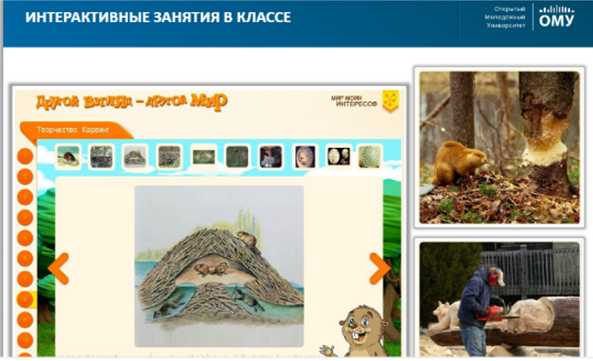 ИНТЕРАКТИВНЫЕ ЗАНЯТИЯ В КЛАССЕ
Открытый
Молодёжный
Университет
ОМУ
Другой взгляд – другой Мир
МИР МОИХ
ИНТЕРЕСОВ
Творчество. Карвинг